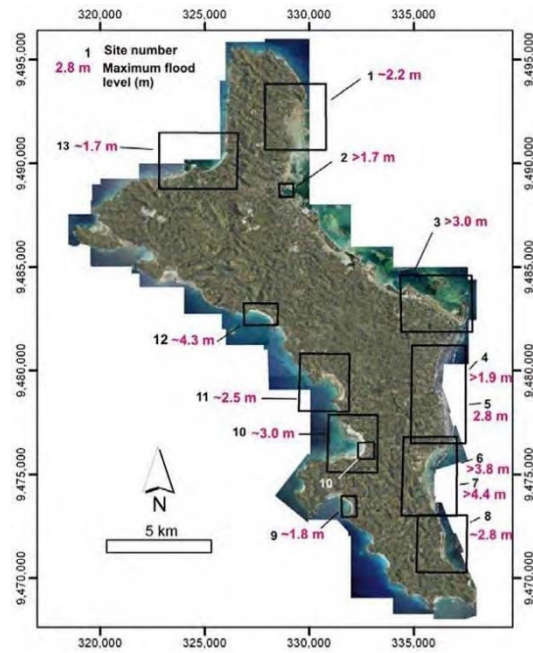 320,000 325,000 330,000 335,000
1 Site number
2.8 m Maximum flood
level (m)
1 ~2.2 m
13 ~1.7 m
2 >1.7 m
3 >3.0 m
12 ~4.3 m
4
>1.9 m
11 ~2.5 m
5
2.8 m
10 ~3.0 m
6
>3.8 m
10
7
>4.4 m
8
~2.8 m
9 ~1.8 m
N
5 km
9,495,000
9,490,000
9,485,000
9,480,000
9,475,000
9,470,000
9,495,000
9,490,000
9,485,000
9,480,000
9,475,000
9,470,000
320,000 325,000 330,000 335,000